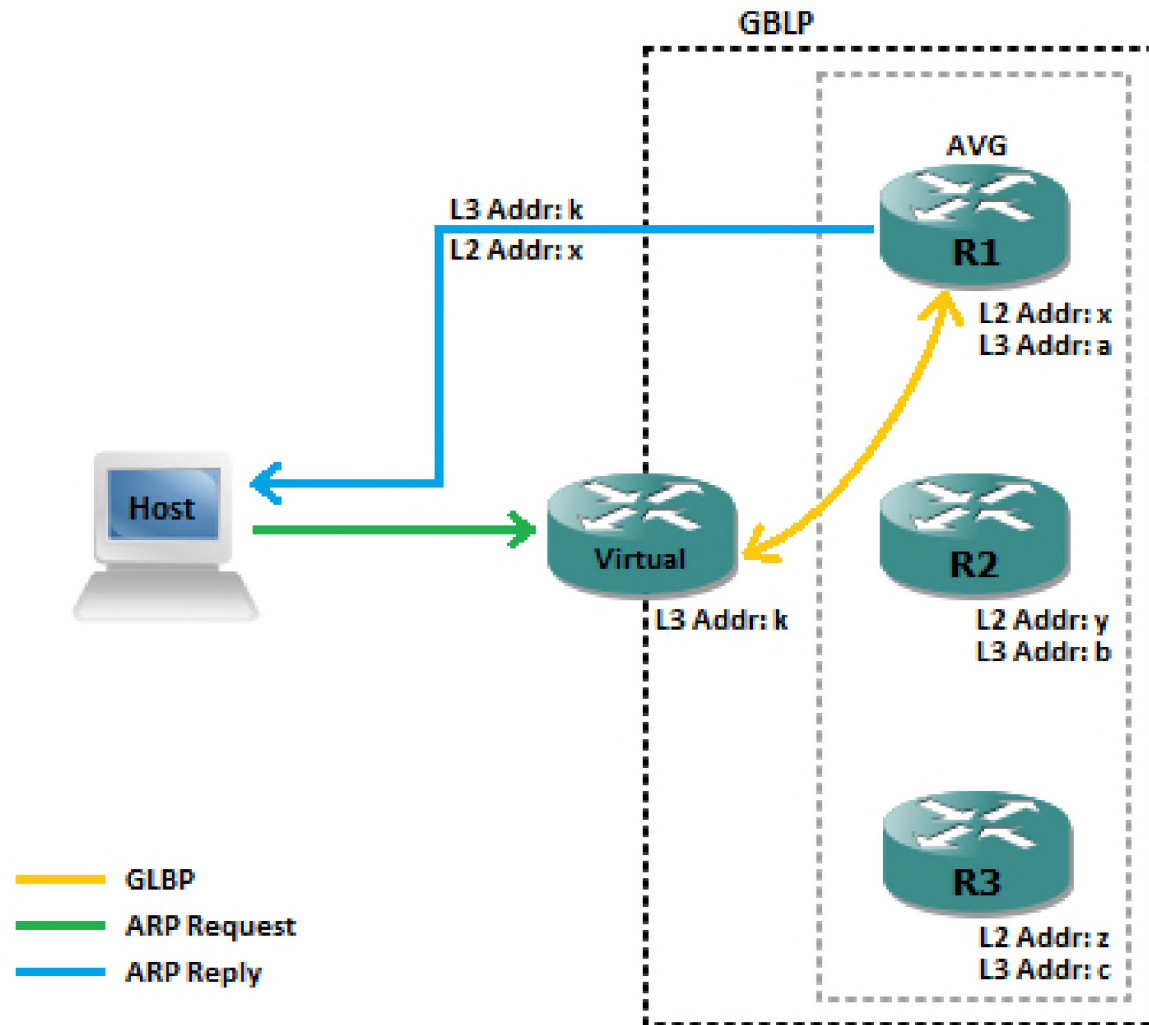 GBLP
AVG
L3 Addr: k
L2 Addr: x
R1
L2 Addr: x
L3 Addr: a
Host
Virtual
R2
L3 Addr: k
L2 Addr: y
L3 Addr: b
R3
GLBP
ARP Request
L2 Addr: z
ARP Reply
L3 Addr: c